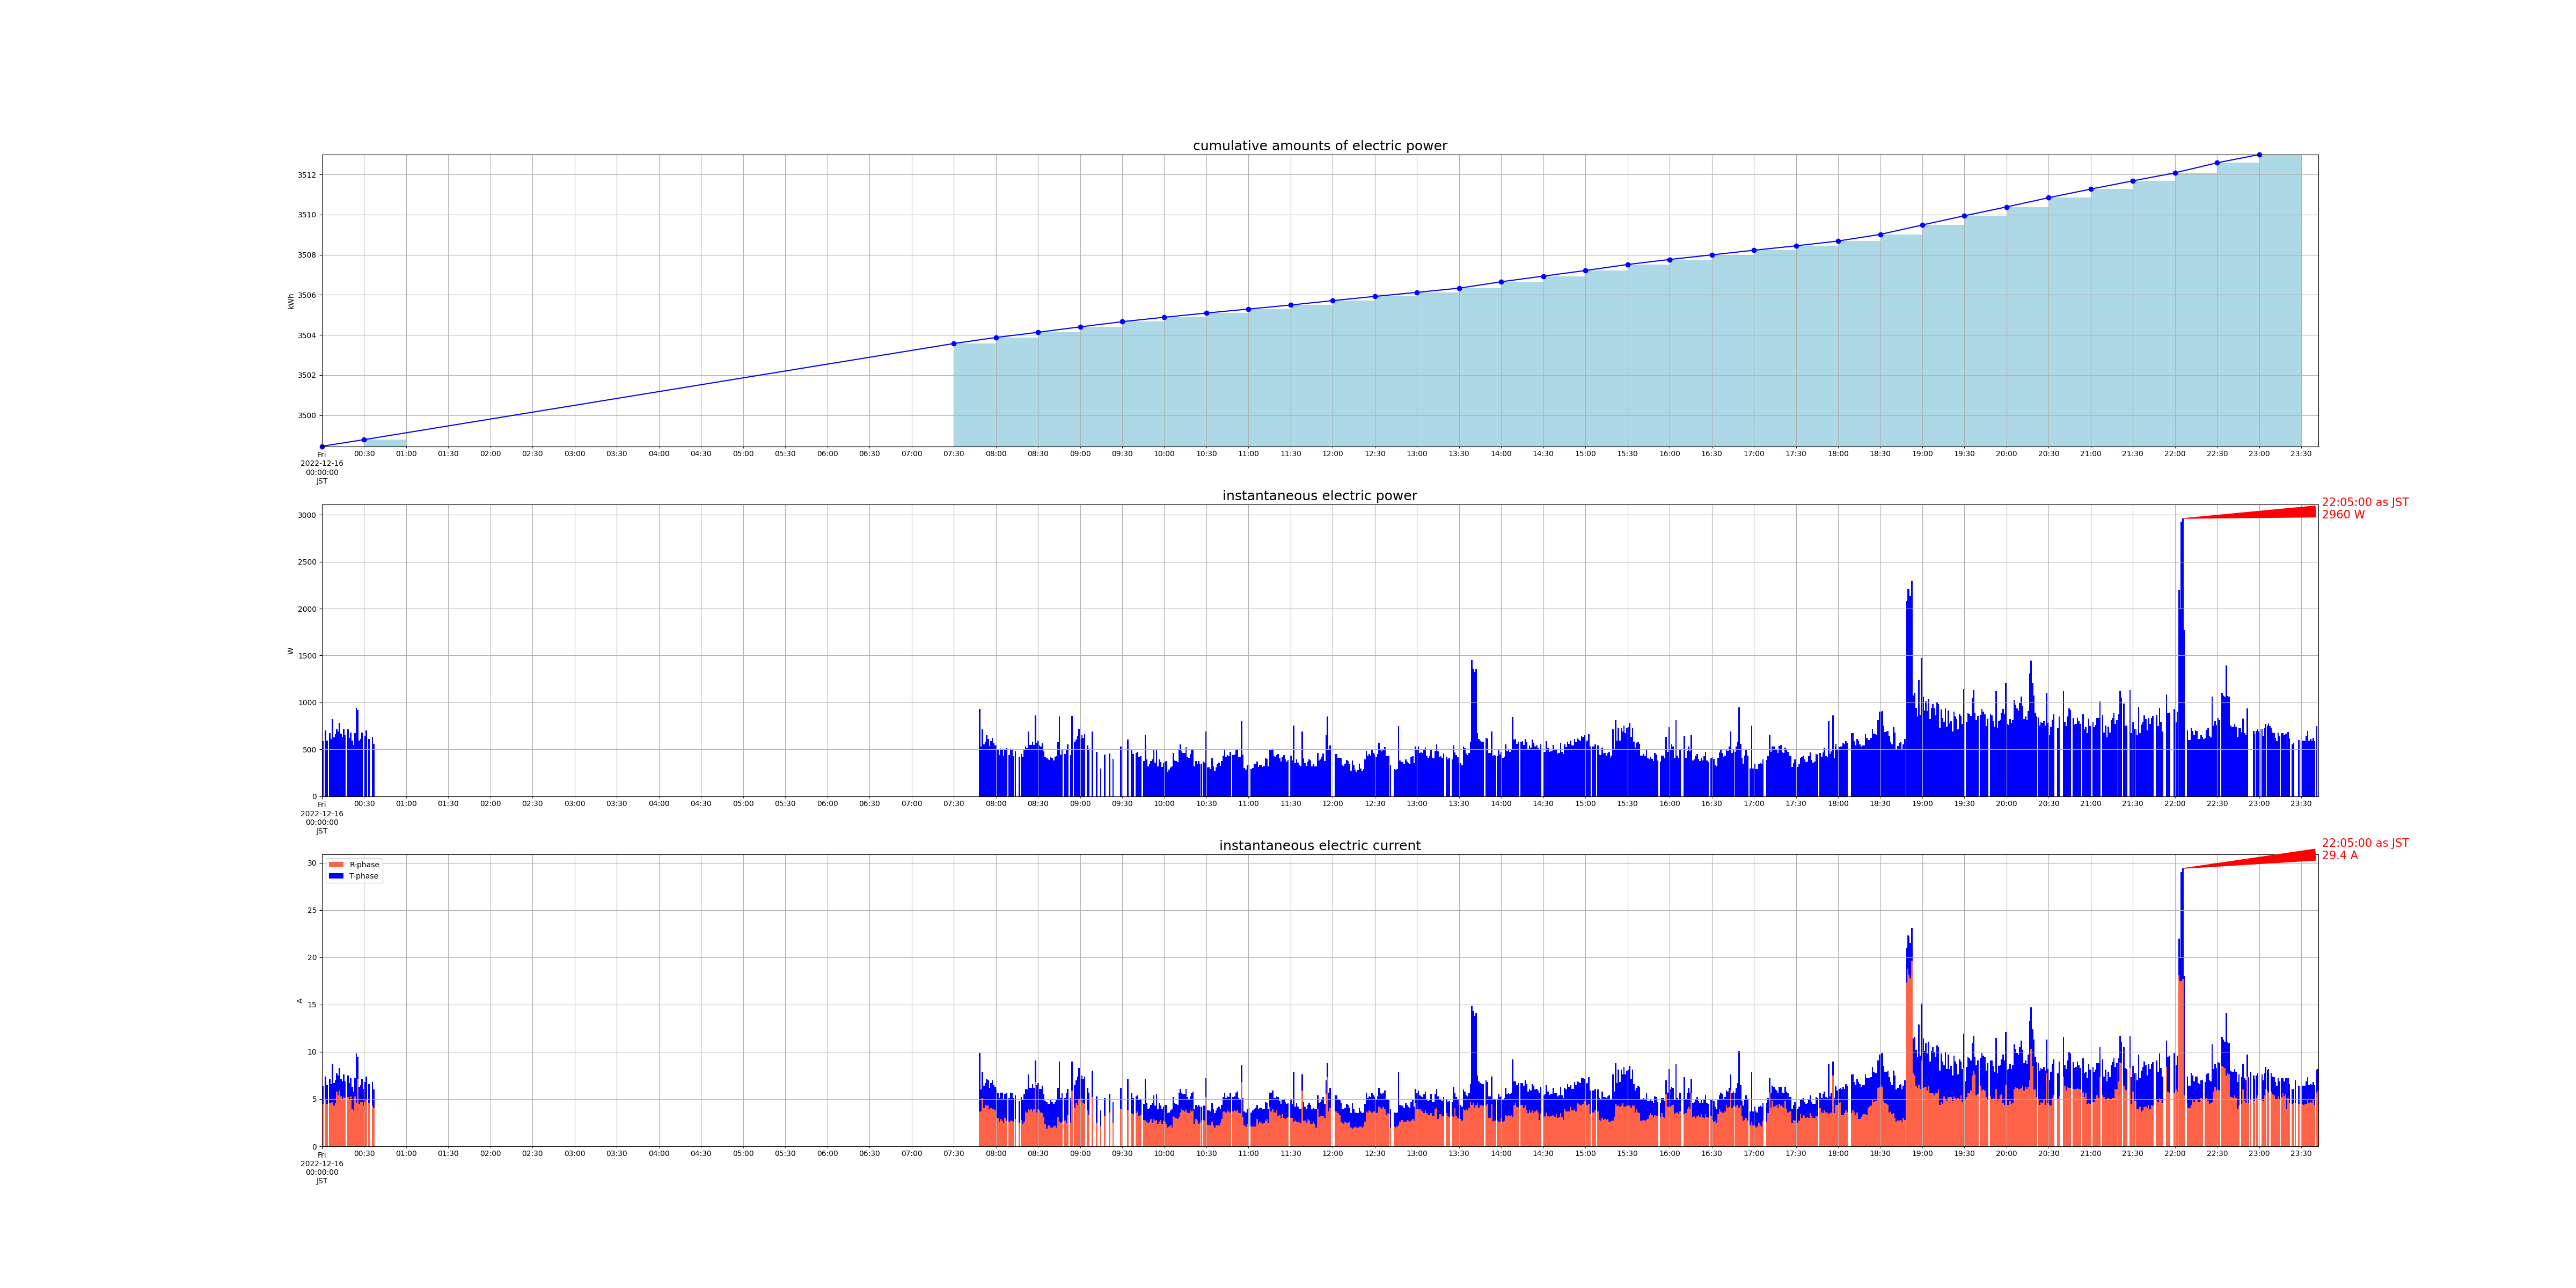 cumulative amounts of electric power
3512
3510
3508
3506
3504
3502
3500
kWh
00:30 01:00 01:30 02:00 02:30 03:00 03:30 04:00 04:30 05:00 05:30 06:00 06:30 07:00 07:30 08:00 08:30 09:00 09:30 10:00 10:30 11:00 11:30 12:00 12:30 13:00 13:30 14:00 14:30 15:00 15:30 16:00 16:30 17:00 17:30 18:00 18:30 19:00 19:30 20:00 20:30 21:00 21:30 22:00 22:30 23:00 23:30
Fri
2022-12-16
00:00:00
JST
instantaneous electric power
22:05:00 as JST
2960 W
3000
2500
2000
1500
1000
500
0
W
00:30 01:00 01:30 02:00 02:30 03:00 03:30 04:00 04:30 05:00 05:30 06:00 06:30 07:00 07:30 08:00 08:30 09:00 09:30 10:00 10:30 11:00 11:30 12:00 12:30 13:00 13:30 14:00 14:30 15:00 15:30 16:00 16:30 17:00 17:30 18:00 18:30 19:00 19:30 20:00 20:30 21:00 21:30 22:00 22:30 23:00 23:30
Fri
2022-12-16
00:00:00
JST
instantaneous electric current
22:05:00 as JST
29.4 A
R-phase
T-phase
30
25
20
15
10
5
0
A
00:30 01:00 01:30 02:00 02:30 03:00 03:30 04:00 04:30 05:00 05:30 06:00 06:30 07:00 07:30 08:00 08:30 09:00 09:30 10:00 10:30 11:00 11:30 12:00 12:30 13:00 13:30 14:00 14:30 15:00 15:30 16:00 16:30 17:00 17:30 18:00 18:30 19:00 19:30 20:00 20:30 21:00 21:30 22:00 22:30 23:00 23:30
Fri
2022-12-16
00:00:00
JST